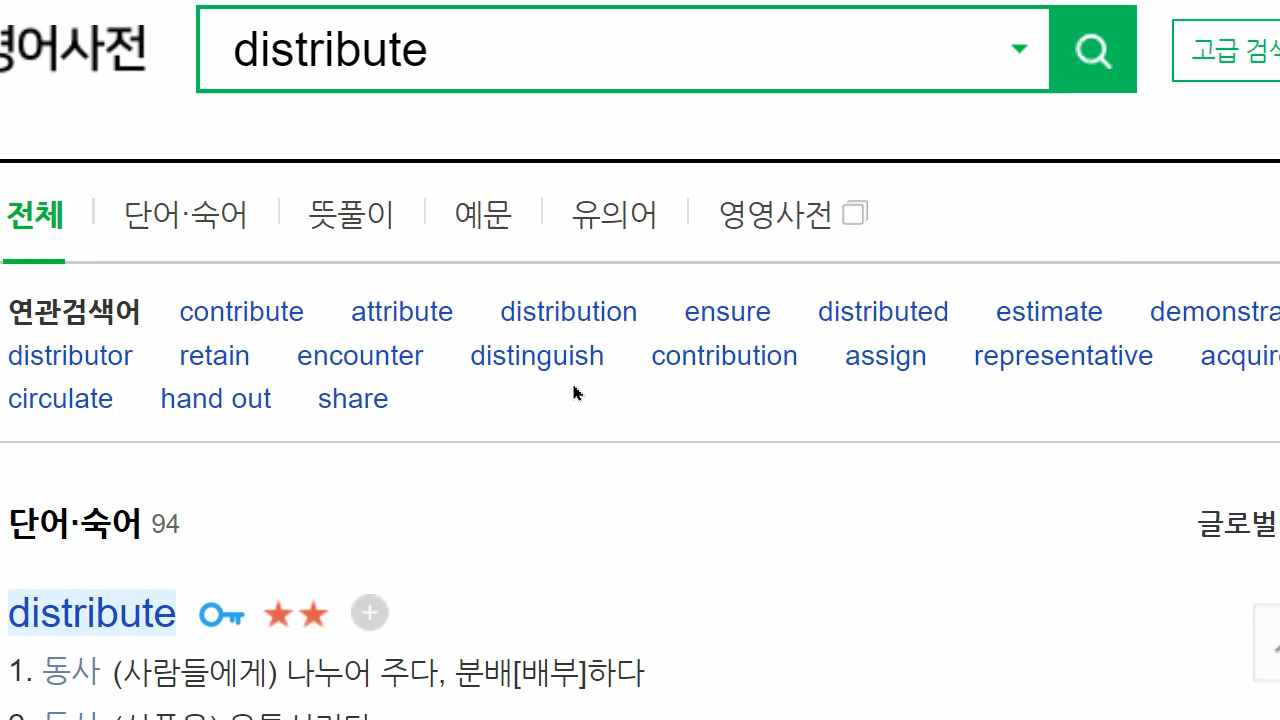 영어사전 distribute 고급 검색
전체 단어·숙어 뜻풀이 예문 유의어 영영사전
연관검색어 contribute attribute distribution ensure distributed estimate
distributor retain encounter distinguish contribution assign representative
circulate hand out share
단어·숙어 94 글로벌
distribute
1. 동사 (사람들에게) 나누어 주다, 분배[배부]하다